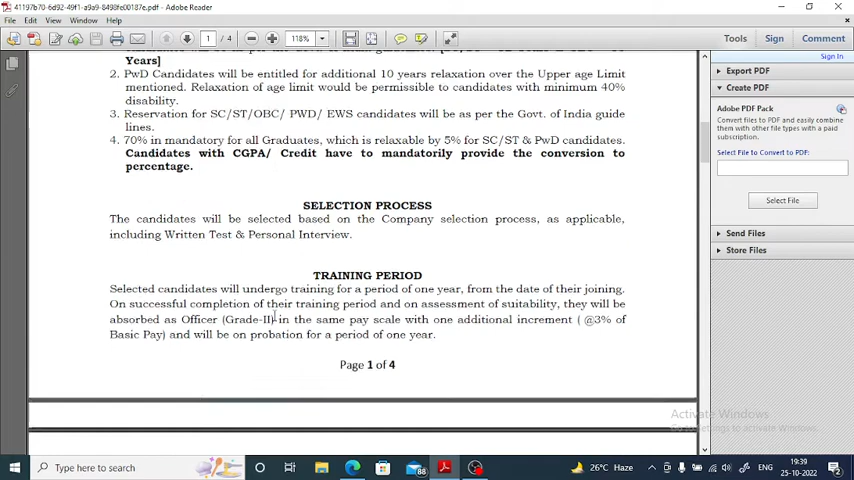 41197b70-6260-49f1-a9a9-8498fe00187e.pdf - Adobe Reader
File Edit View Window Help
1 / 4 118% Tools Sign Comment
Sign In
Years]
2. PwD Candidates will be entitled for additional 10 years relaxation over the Upper age Limit
mentioned. Relaxation of age limit would be permissible to candidates with minimum 40%
disability.
3. Reservation for SC/ST/OBC/ PWD/ EWS candidates will be as per the Govt. of India guide
lines.
4. 70% in mandatory for all Graduates, which is relaxable by 5% for SC/ST & PwD candidates.
Candidates with CGPA/ Credit have to mandatorily provide the conversion to
percentage.
SELECTION PROCESS
The candidates will be selected based on the Company selection process, as applicable,
including Written Test & Personal Interview.
TRAINING PERIOD
Selected candidates will undergo training for a period of one year, from the date of their joining.
On successful completion of their training period and on assessment of suitability, they will be
absorbed as Officer (Grade-II) in the same pay scale with one additional increment ( @3% of
Basic Pay) and will be on probation for a period of one year.
Page 1 of 4
Export PDF
Create PDF
Adobe PDF Pack
Convert files to PDF and easily combine
them with other file types with a paid
subscription.
Select File to Convert to PDF:
Select File
Send Files
Store Files
Activate Windows
Go to Settings to activate Windows.
Type here to search
88
26°C Haze
ENG
19:39
25-10-2022
2